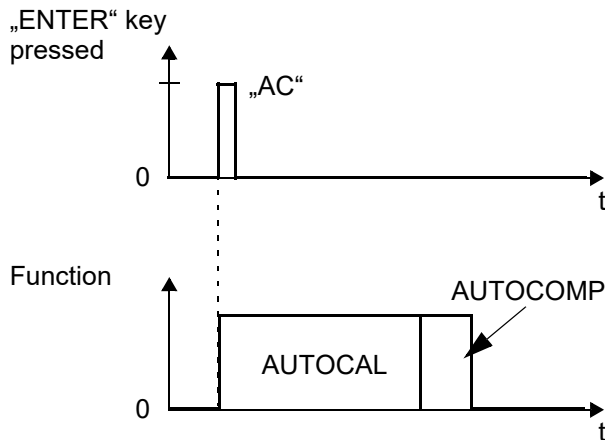 „ENTER“ key
pressed
„AC“
0
t
Function
AUTOCOMP
AUTOCAL
0
t